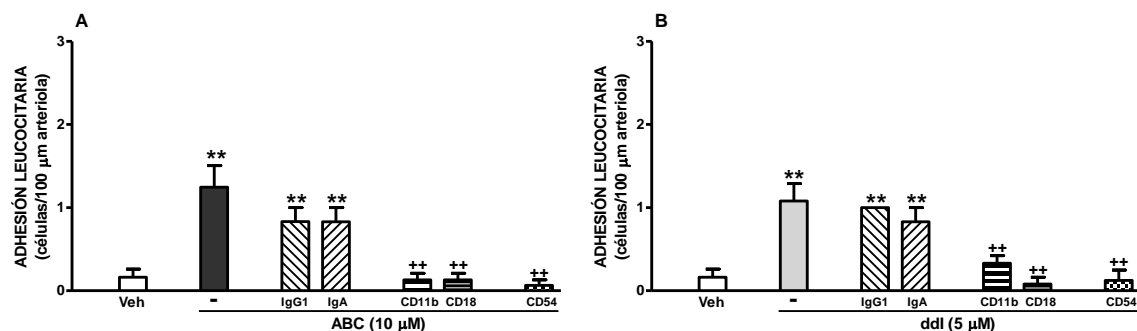 A
ADHESIÓN LEUCOCITARIA
(células/100 µm arteriola)
3
2
1
0
**
**
**
++
++
++
Veh
-
IgG1
IgA
CD11b
CD18
CD54
ABC (10 µM)
B
ADHESIÓN LEUCOCITARIA
(células/100 µm arteriola)
3
2
1
0
**
**
**
++
++
++
Veh
-
IgG1
IgA
CD11b
CD18
CD54
ddI (5 µM)